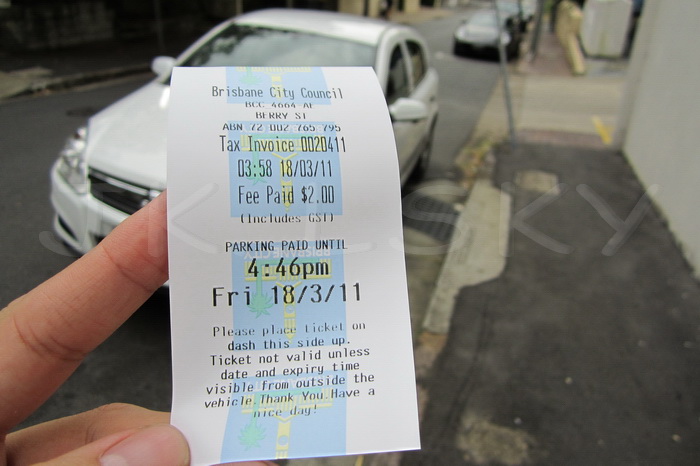 Brisbane City Council
BCC 4664 AF
BERRY ST
ABN 72 002 765 795
Tax Invoice 0020411
03:58 18/03/11
Fee Paid $2.00
(Includes GST)
PARKING PAID UNTIL
4:46pm
Fri 18/3/11
Please place ticket on
dash this side up.
Ticket not valid unless
date and expiry time
visible from outside the
vehicle.Thank You.Have a
nice day!